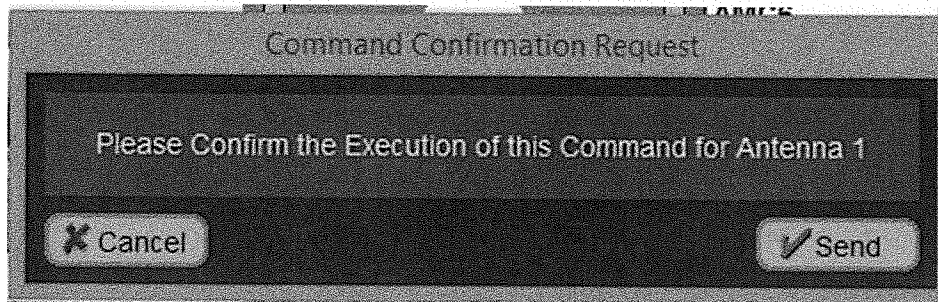 Command Confirmation Request
Please Confirm the Execution of this Command for Antenna 1
Cancel
Send